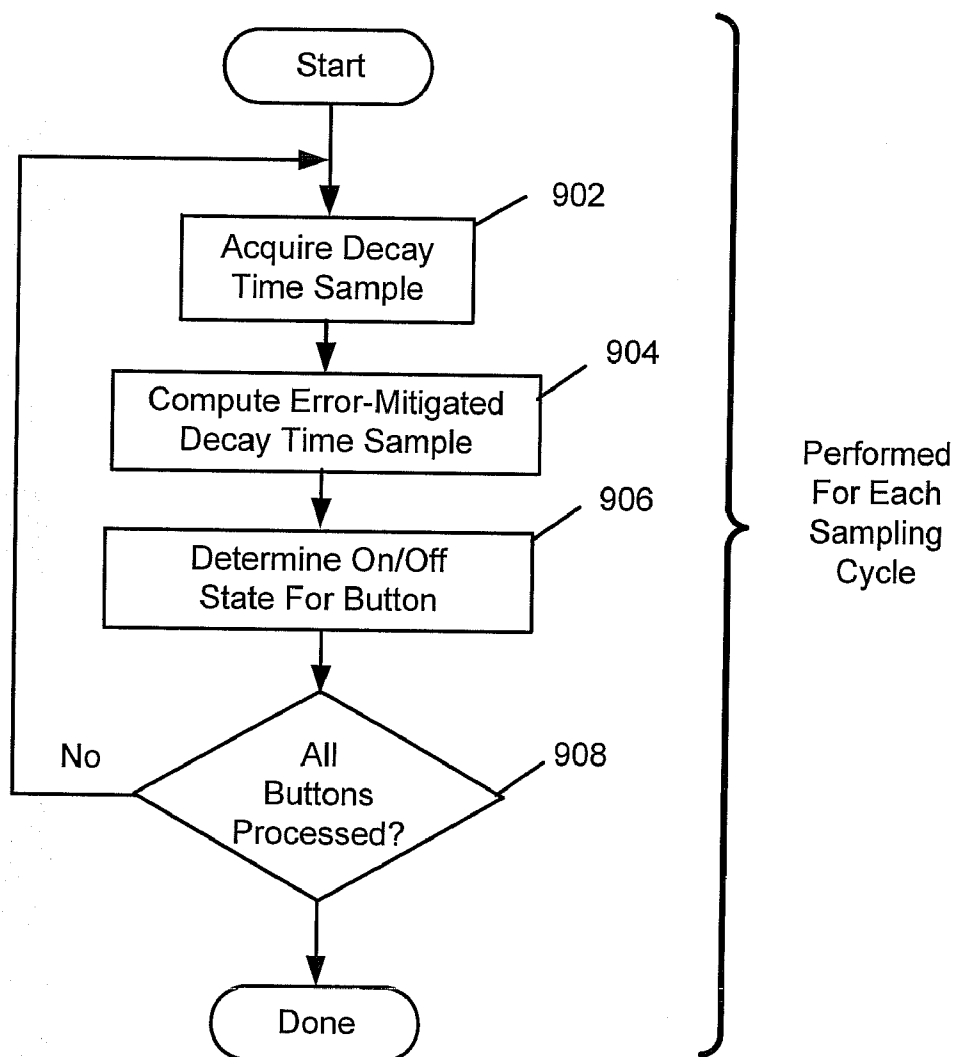 Start
902
Acquire Decay
Time Sample
904
Compute Error-Mitigated
Decay Time Sample
906
Determine On/Off
State For Button
No
All
Buttons
Processed?
908
Done
Performed
For Each
Sampling
Cycle